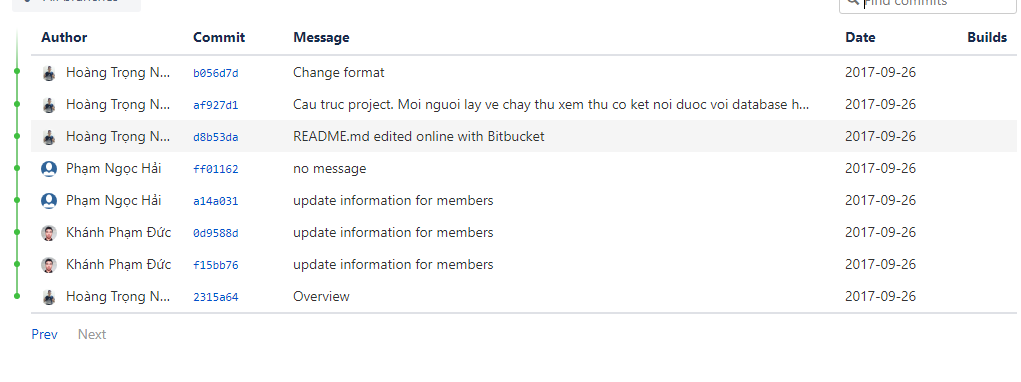 Find commits
Author Commit Message Date Builds
Hoàng Trọng N... b056d7d Change format 2017-09-26
Hoàng Trọng N... af927d1 Cau truc project. Moi nguoi lay ve chay thu xem thu co ket noi duoc voi database h... 2017-09-26
Hoàng Trọng N... d8b53da README.md edited online with Bitbucket 2017-09-26
Phạm Ngọc Hải ff01162 no message 2017-09-26
Phạm Ngọc Hải a14a031 update information for members 2017-09-26
Khánh Phạm Đức 0d9588d update information for members 2017-09-26
Khánh Phạm Đức f15bb76 update information for members 2017-09-26
Hoàng Trọng N... 2315a64 Overview 2017-09-26
Prev Next